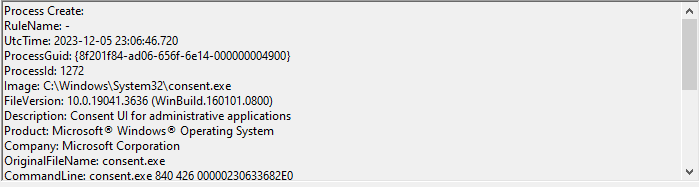 Process Create:
RuleName: -
UtcTime: 2023-12-05 23:06:46.720
ProcessGuid: {8f201f84-ad06-656f-6e14-000000004900}
ProcessId: 1272
Image: C:\Windows\System32\consent.exe
FileVersion: 10.0.19041.3636 (WinBuild.160101.0800)
Description: Consent UI for administrative applications
Product: Microsoft® Windows® Operating System
Company: Microsoft Corporation
OriginalFileName: consent.exe
CommandLine: consent.exe 840 426 00000230633682E0